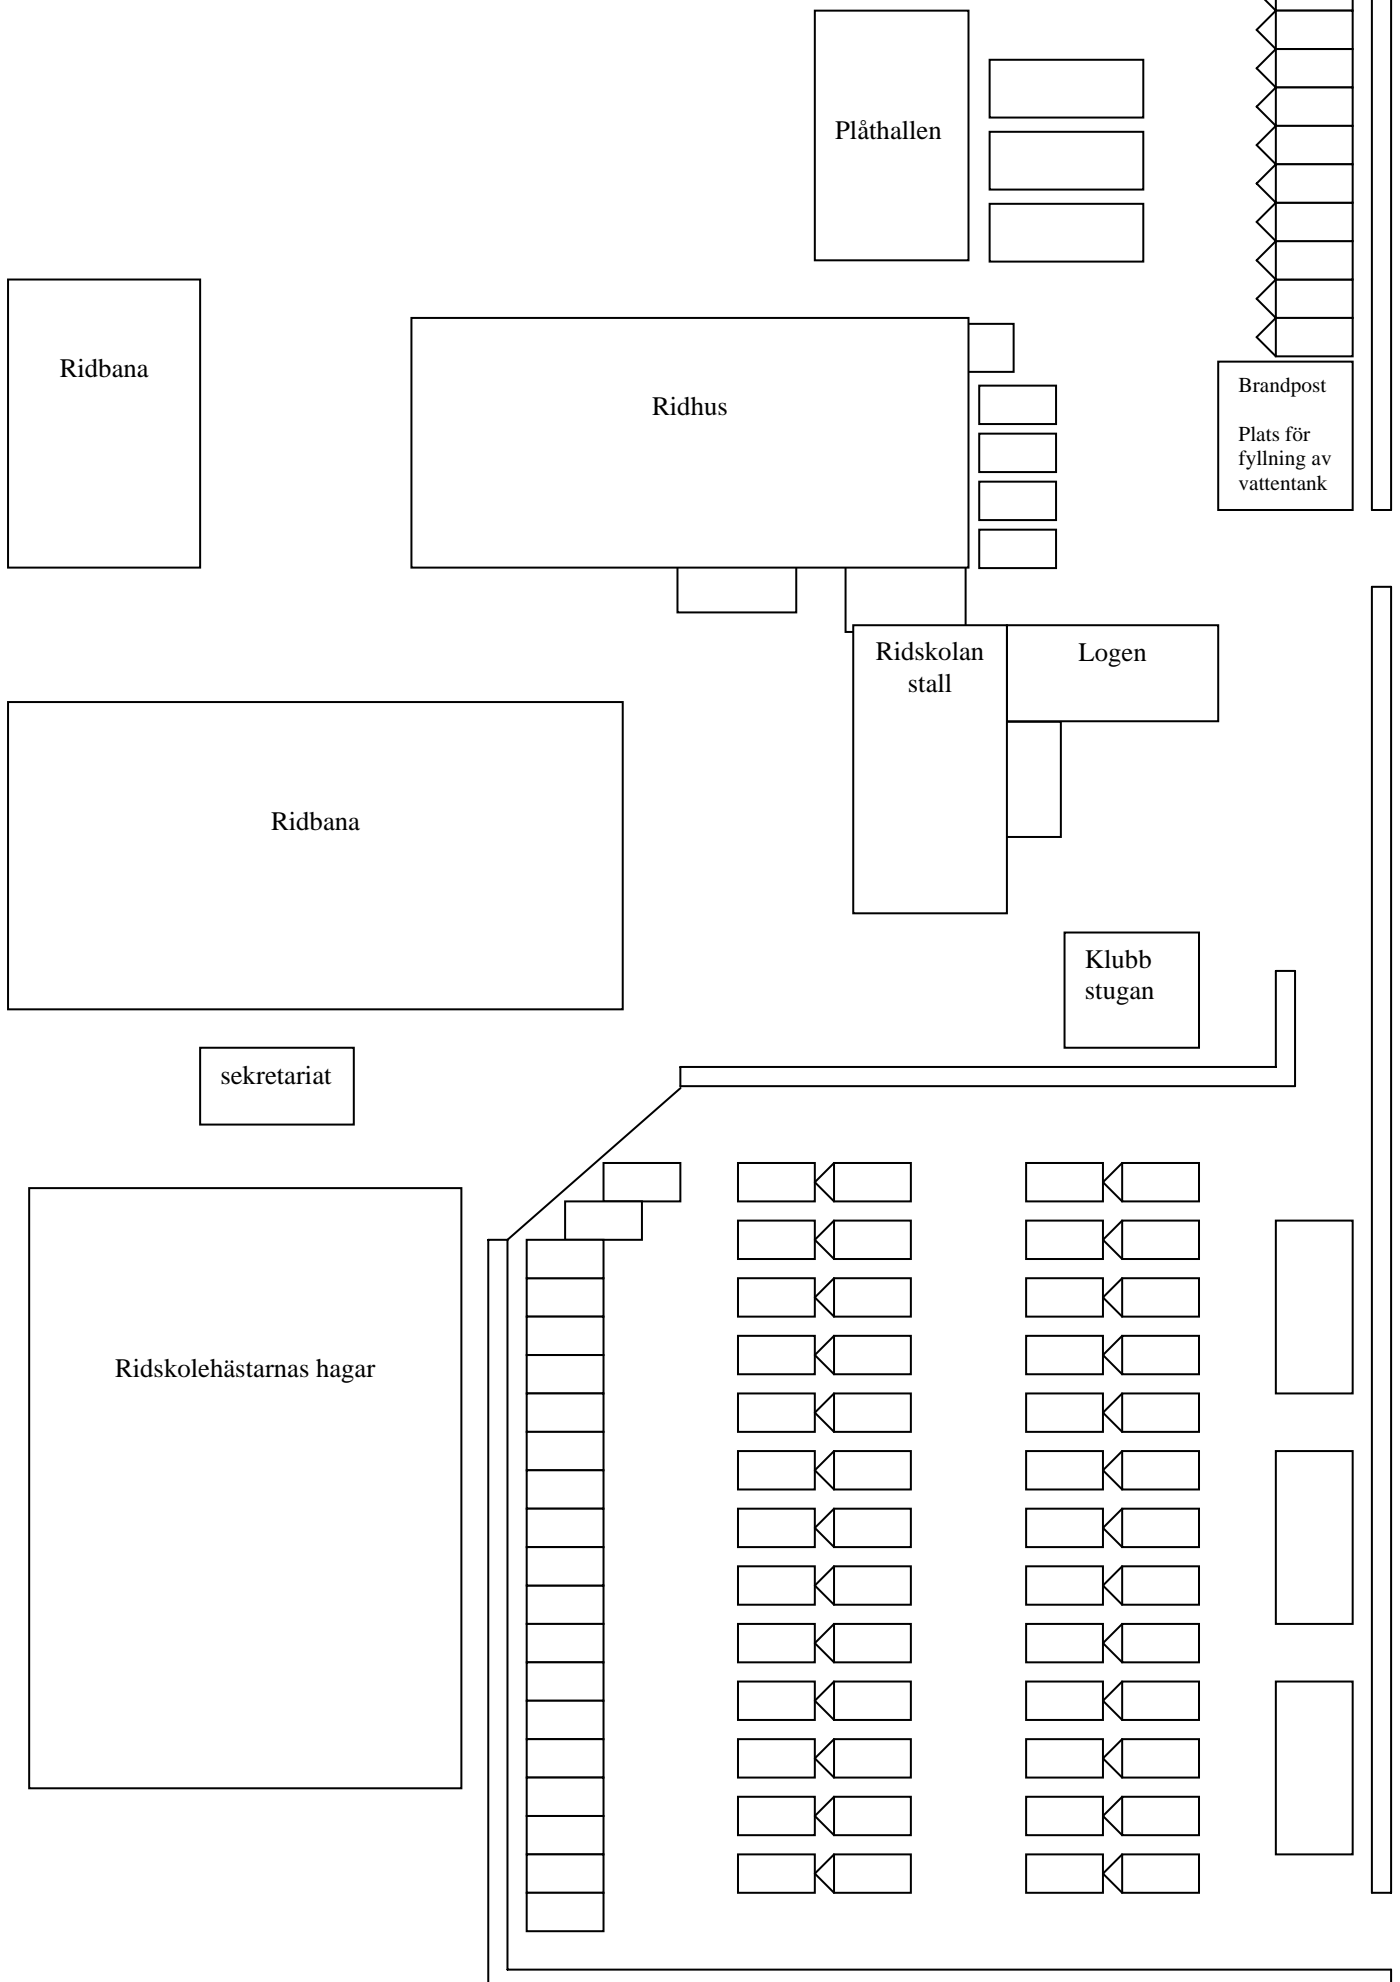 Plåthallen
Ridbana
Ridhus
Brandpost
Plats för
fyllning av
vattentank
Ridskolan
stall
Logen
Ridbana
Klubb
stugan
sekretariat
Ridskolehästarnas hagar